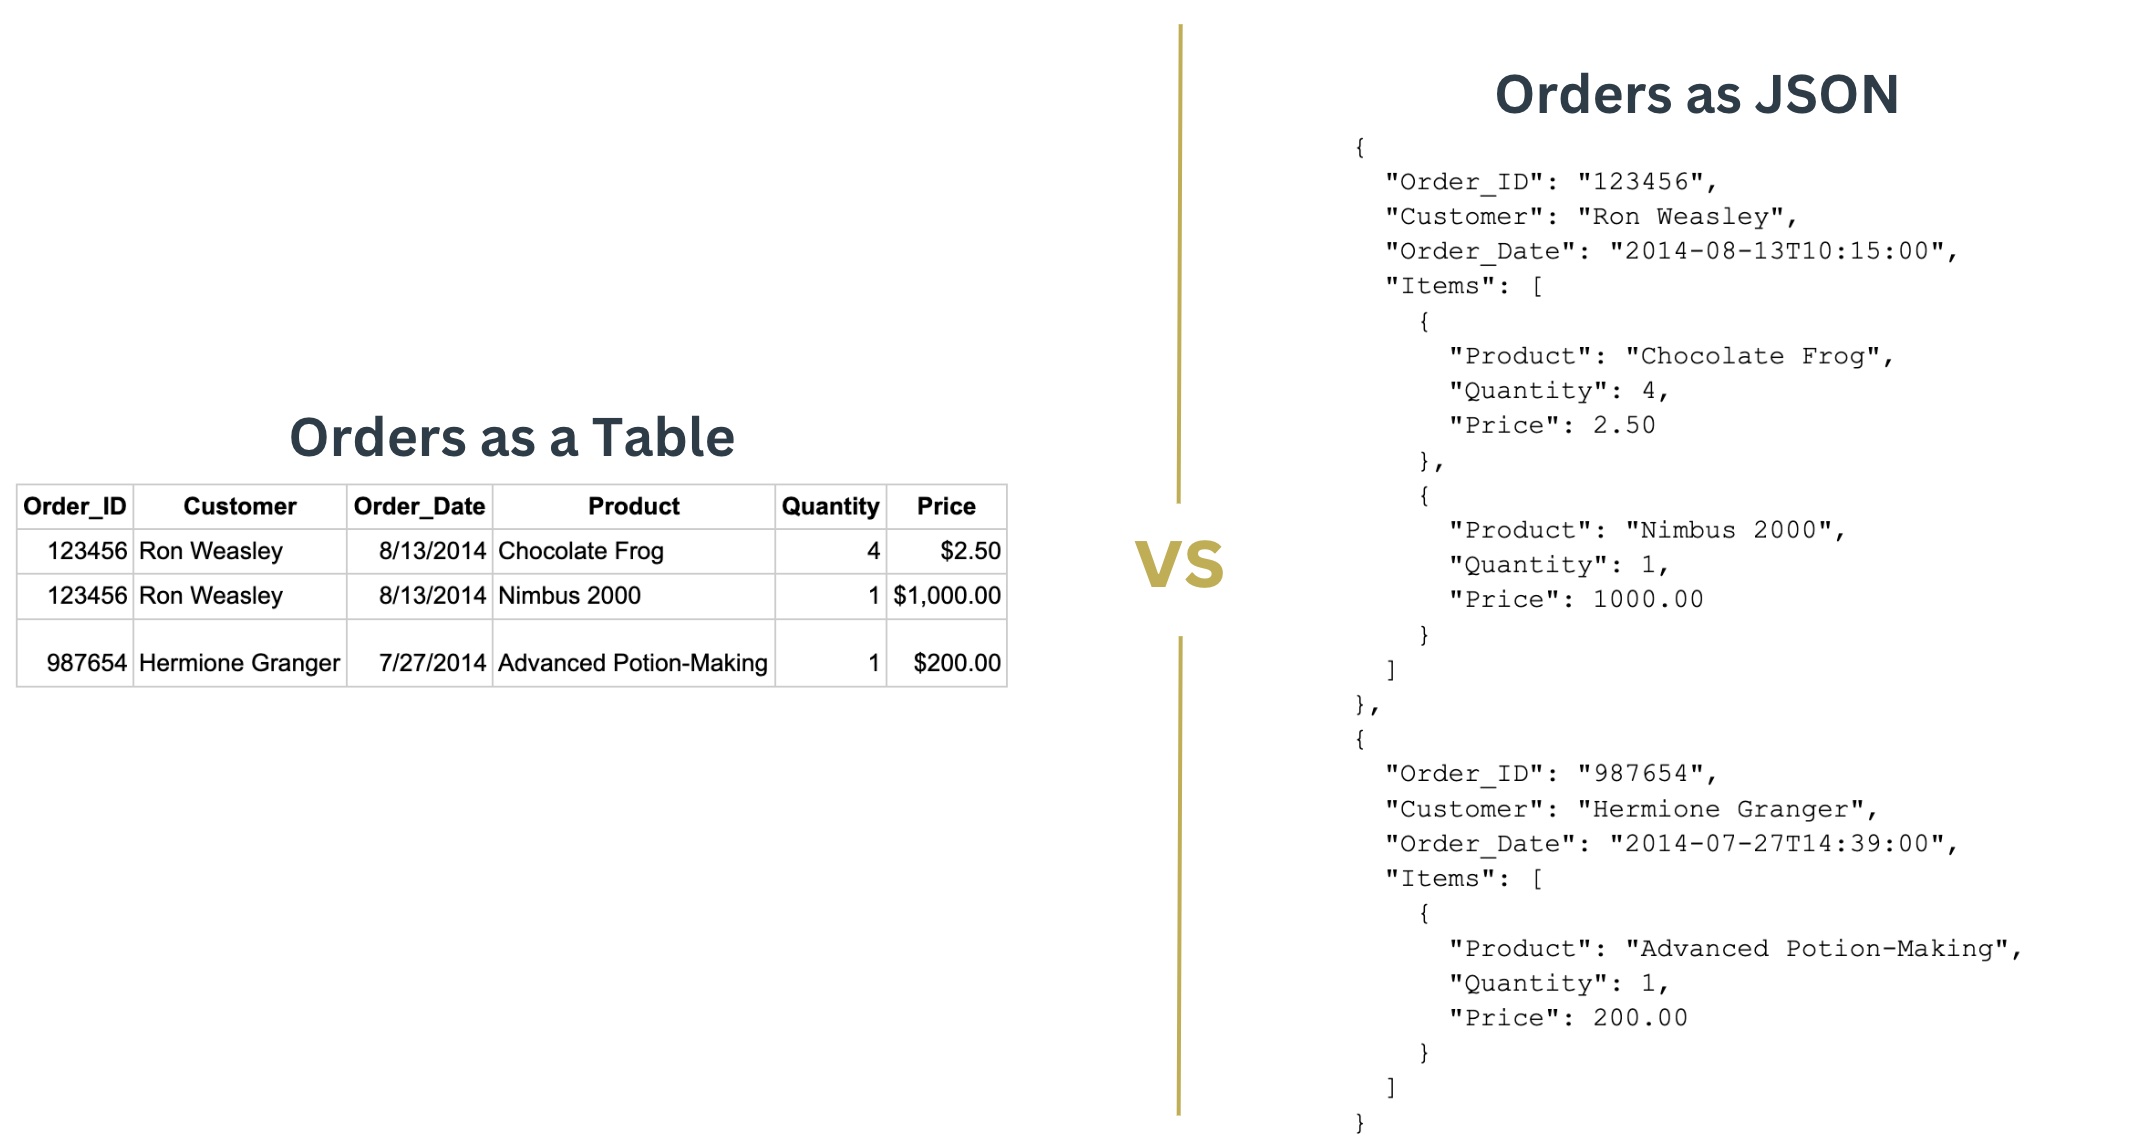 Orders as a Table
Order_ID Customer Order_Date Product Quantity Price
123456 Ron Weasley 8/13/2014 Chocolate Frog 4 $2.50
123456 Ron Weasley 8/13/2014 Nimbus 2000 1 $1,000.00
987654 Hermione Granger 7/27/2014 Advanced Potion-Making 1 $200.00
vs
Orders as JSON
{
"Order_ID": "123456",
"Customer": "Ron Weasley",
"Order_Date": "2014-08-13T10:15:00",
"Items": [
{
"Product": "Chocolate Frog",
"Quantity": 4,
"Price": 2.50
},
{
"Product": "Nimbus 2000",
"Quantity": 1,
"Price": 1000.00
}
]
},
{
"Order_ID": "987654",
"Customer": "Hermione Granger",
"Order_Date": "2014-07-27T14:39:00",
"Items": [
{
"Product": "Advanced Potion-Making",
"Quantity": 1,
"Price": 200.00
}
]
}